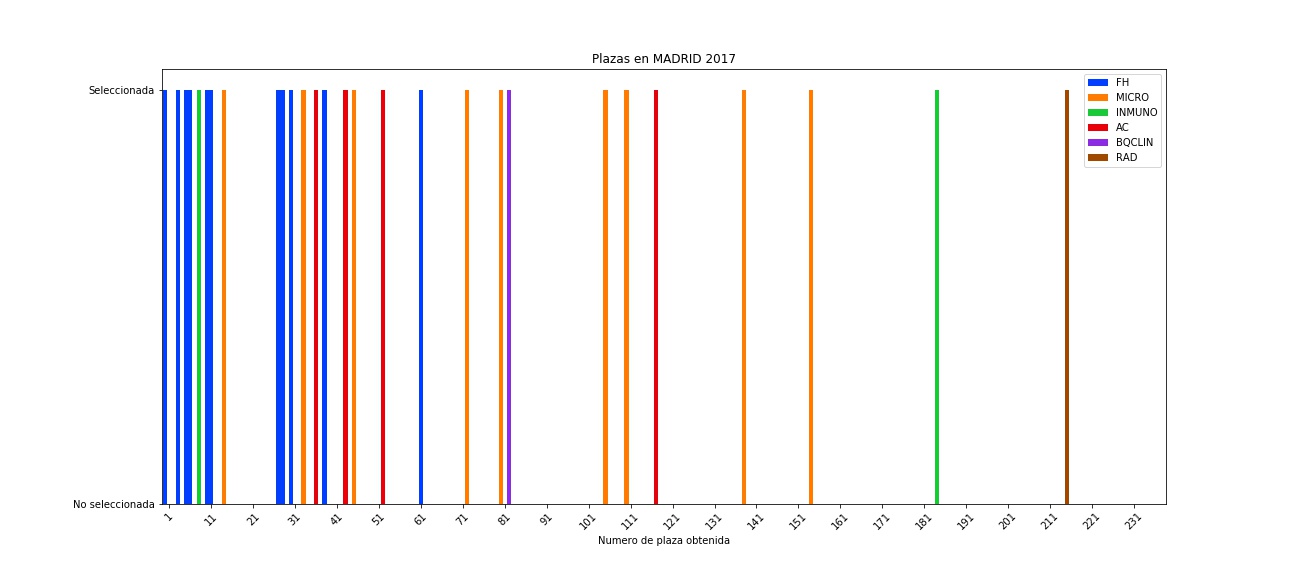 Plazas en MADRID 2017
Seleccionada
No seleccionada
FH
MICRO
INMUNO
AC
BQCLIN
RAD
1 11 21 31 41 51 61 71 81 91 101 111 121 131 141 151 161 171 181 191 201 211 221 231
Numero de plaza obtenida